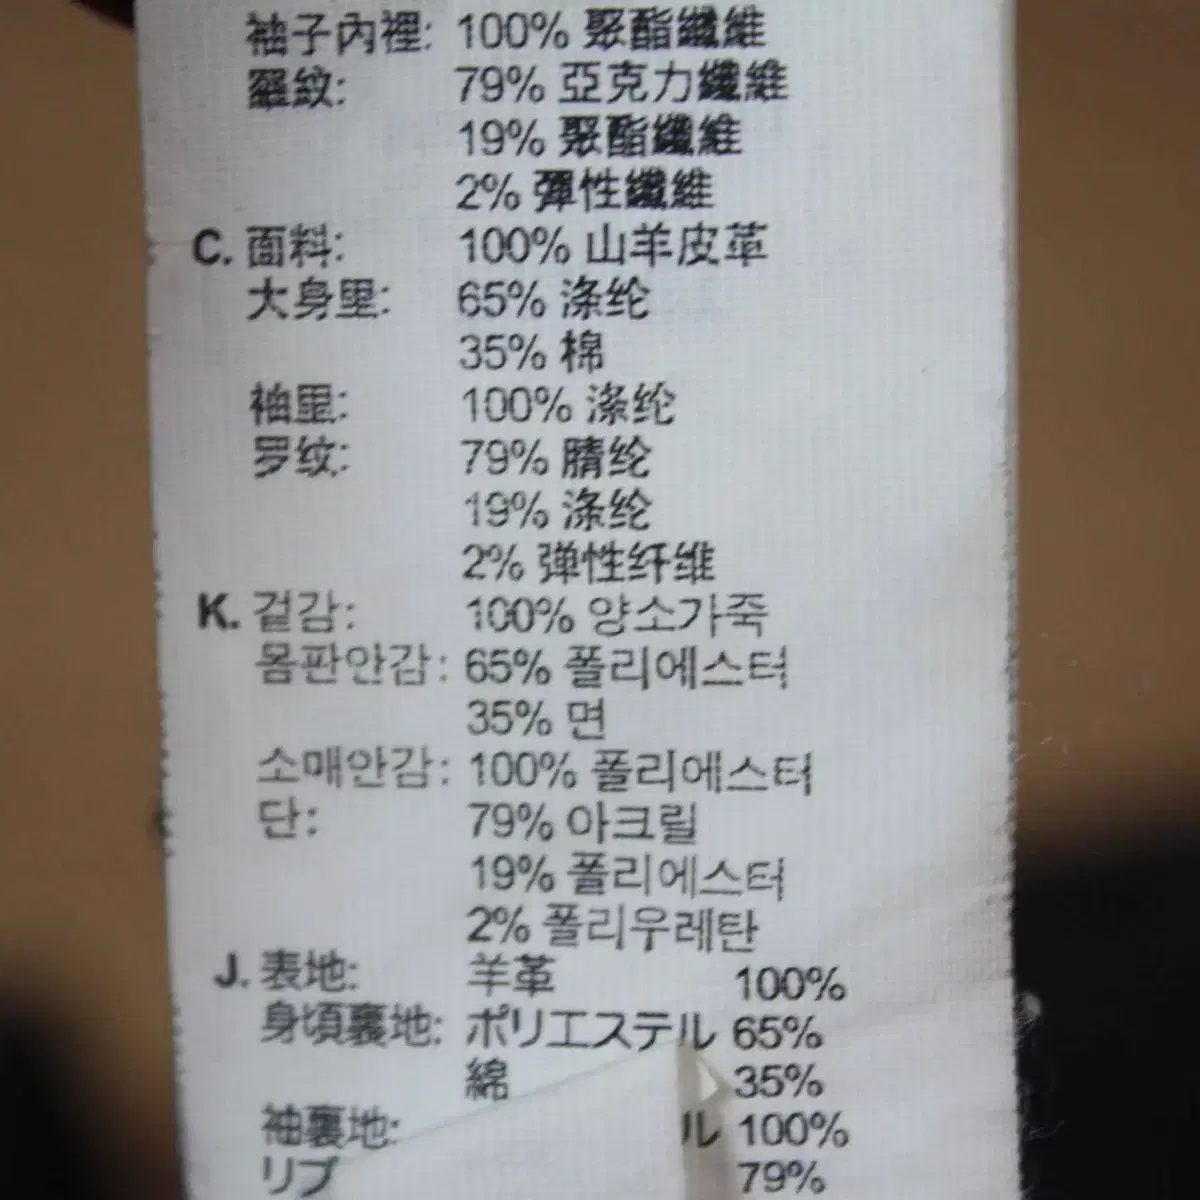 袖子內裡: 100% 聚酯纖維
羅紋: 79% 亞克力纖維
19% 聚酯纖維
2% 彈性纖維
C. 面料: 100% 山羊皮革
大身里: 65% 涤纶
35% 棉
袖里: 100% 涤纶
罗纹: 79% 腈纶
19% 涤纶
2% 弹性纤维
K. 겉감: 100% 양소가죽
몸판안감: 65% 폴리에스터
35% 면
소매안감: 100% 폴리에스터
단: 79% 아크릴
19% 폴리에스터
2% 폴리우레탄
J. 表地: 羊革 100%
身頃裏地: ポリエステル 65%
綿 35%
袖裏地: ル 100%
リブ 79%